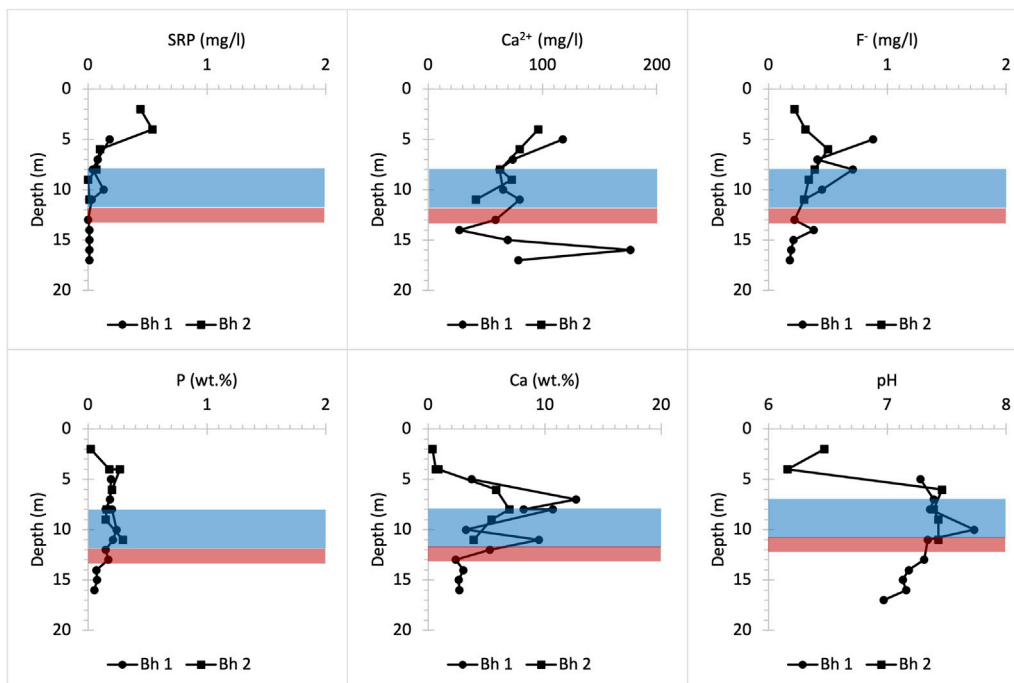 SRP (mg/l)
0 1 2
0
5
10
15
20
Depth (m)
Bh 1 Bh 2
Ca²⁺ (mg/l)
0 100 200
0
5
10
15
20
Depth (m)
Bh 1 Bh 2
F⁻ (mg/l)
0 1 2
0
5
10
15
20
Depth (m)
Bh 1 Bh 2
P (wt.%)
0 1 2
0
5
10
15
20
Depth (m)
Bh 1 Bh 2
Ca (wt.%)
0 10 20
0
5
10
15
20
Depth (m)
Bh 1 Bh 2
pH
6 7 8
0
5
10
15
20
Depth (m)
Bh 1 Bh 2